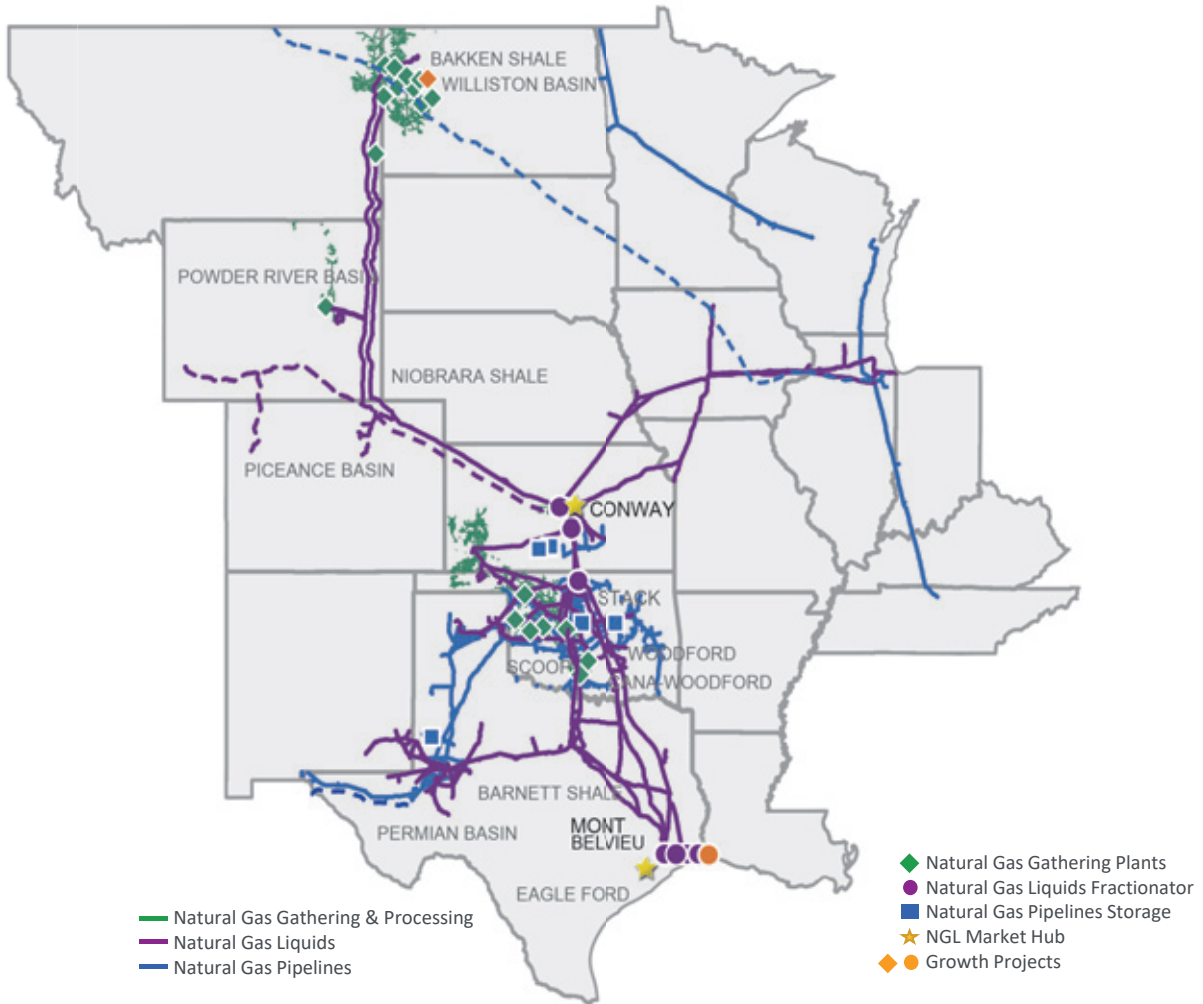 BAKKEN SHALE
WILLISTON BASIN
POWDER RIVER BASIN
NIOBRARA SHALE
PICEANCE BASIN
CONWAY
STACK
WOODFORD
SCOOP
CANA-WOODFORD
BARNETT SHALE
PERMIAN BASIN
MONT
BELVIEU
EAGLE FORD
Natural Gas Gathering & Processing
Natural Gas Liquids
Natural Gas Pipelines
Natural Gas Gathering Plants
Natural Gas Liquids Fractionator
Natural Gas Pipelines Storage
NGL Market Hub
Growth Projects